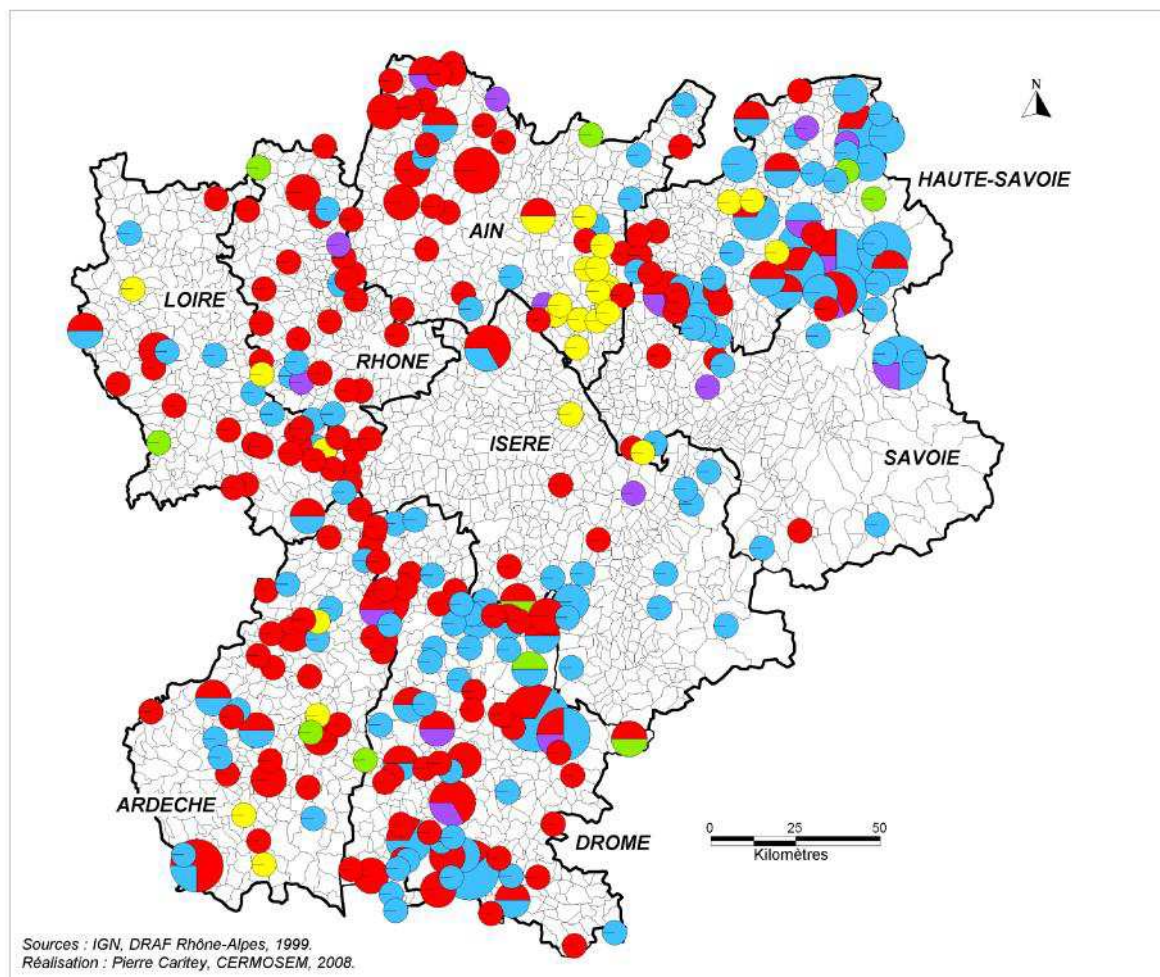 N
HAUTE-SAVOIE
AIN
LOIRE
RHONE
ISERE
SAVOIE
ARDECHE
DROME
0 25 50
Kilomètres
Sources : IGN, DRAF Rhône-Alpes, 1999.
Réalisation : Pierre Caritey, CERMOSEM, 2008.